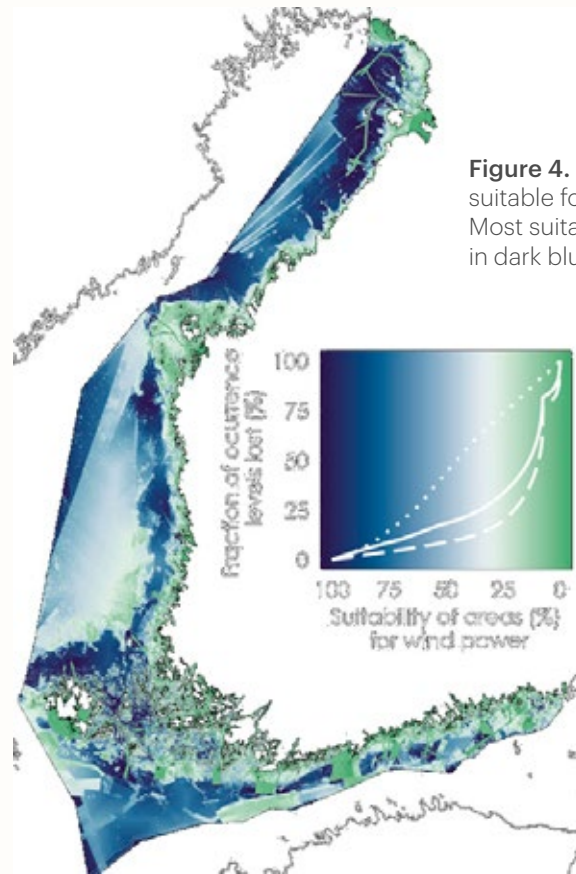 Figure 4.
suitable fo
Most suita
in dark blu
Fraction of ocurrence
levels lost (%)
100
75
50
25
0
100 75 50 25 0
Suitability of areas (%)
for wind power